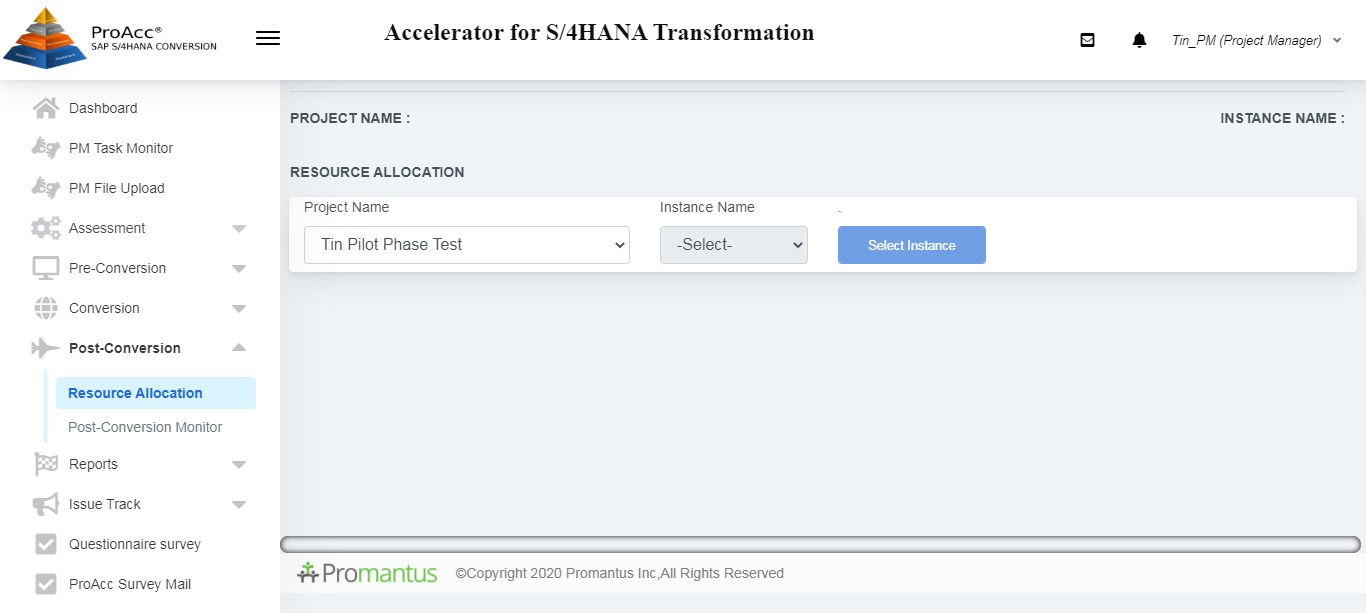 ProAcc®
SAP S/4HANA CONVERSION
Accelerator for S/4HANA Transformation
Tin_PM (Project Manager)
Dashboard
PM Task Monitor
PM File Upload
Assessment
Pre-Conversion
Conversion
Post-Conversion
Resource Allocation
Post-Conversion Monitor
Reports
Issue Track
Questionnaire survey
ProAcc Survey Mail
PROJECT NAME :
INSTANCE NAME :
RESOURCE ALLOCATION
Project Name
Instance Name
.
Tin Pilot Phase Test
-Select-
Select Instance
Promantus
©Copyright 2020 Promantus Inc,All Rights Reserved